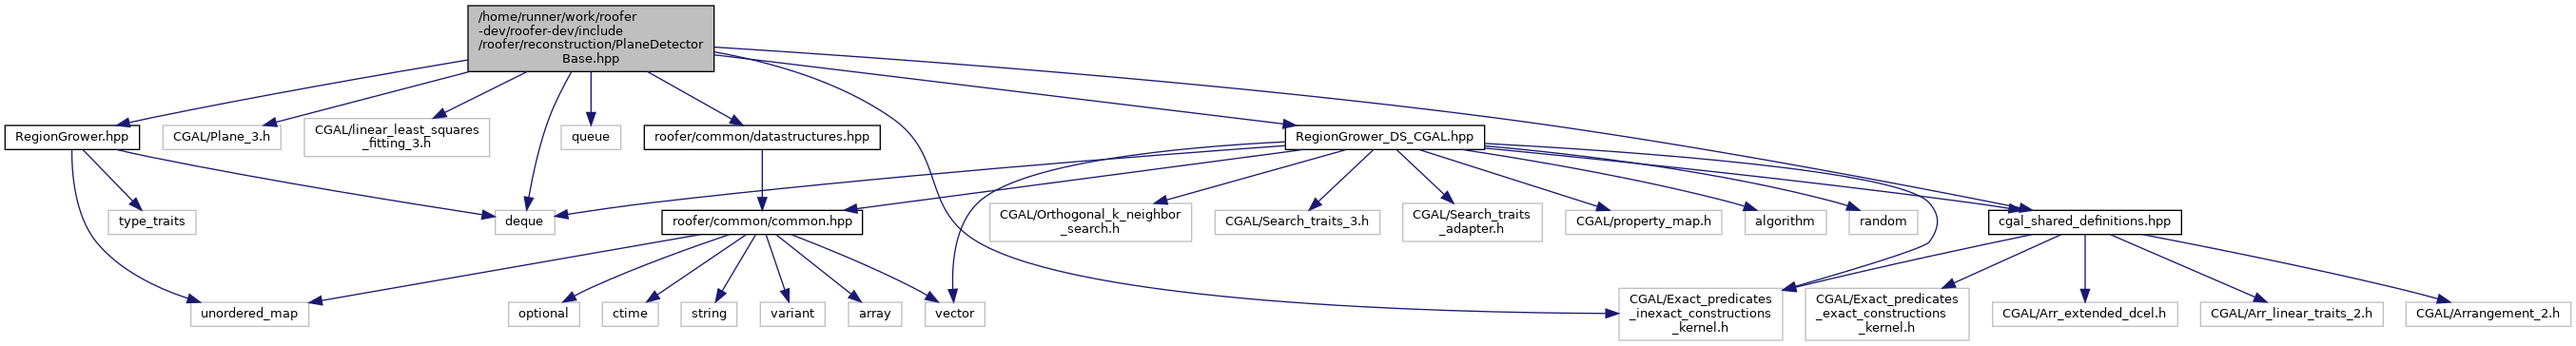 /home/runner/work/roofer
-dev/roofer-dev/include
/roofer/reconstruction/PlaneDetector
Base.hpp
RegionGrower.hpp
CGAL/Plane_3.h
CGAL/linear_least_squares
_fitting_3.h
queue
roofer/common/datastructures.hpp
RegionGrower_DS_CGAL.hpp
type_traits
deque
roofer/common/common.hpp
CGAL/Orthogonal_k_neighbor
_search.h
CGAL/Search_traits_3.h
CGAL/Search_traits
_adapter.h
CGAL/property_map.h
algorithm
random
cgal_shared_definitions.hpp
unordered_map
optional
ctime
string
variant
array
vector
CGAL/Exact_predicates
_inexact_constructions
_kernel.h
CGAL/Exact_predicates
_exact_constructions
_kernel.h
CGAL/Arr_extended_dcel.h
CGAL/Arr_linear_traits_2.h
CGAL/Arrangement_2.h